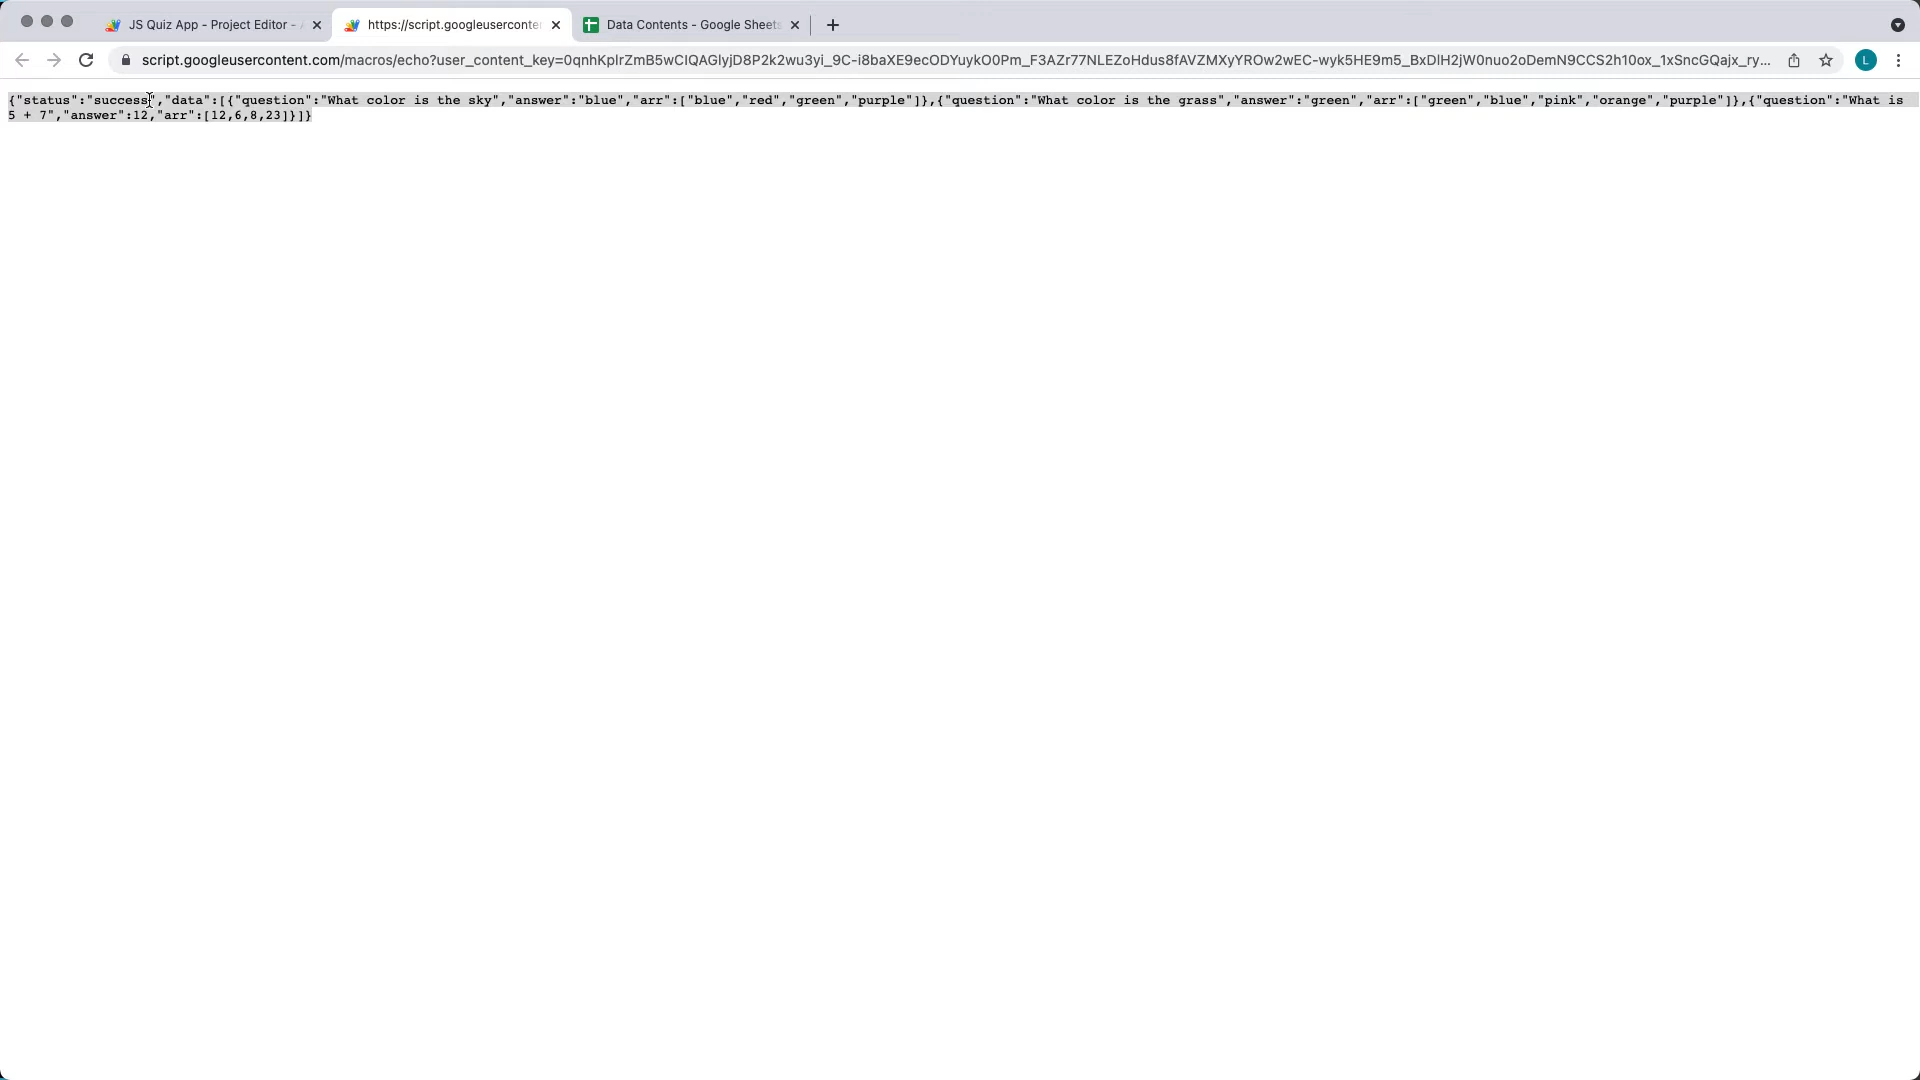 JS Quiz App - Project Editor -
https://script.googleuserconte
Data Contents - Google Sheets
script.googleusercontent.com/macros/echo?user_content_key=0qnhKplrZmB5wCIQAGlyjD8P2k2wu3yi_9C-i8baXE9ecODYuykO0Pm_F3AZr77NLEZoHdus8fAVZMXyYROw2wEC-wyk5HE9m5_BxDlH2jW0nuo2oDemN9CCS2h10ox_1xSncGQajx_ry...
L
{"status":"success","data":[{"question":"What color is the sky","answer":"blue","arr":["blue","red","green","purple"]},{"question":"What color is the grass","answer":"green","arr":["green","blue","pink","orange","purple"]},{"question":"What is
5 + 7","answer":12,"arr":[12,6,8,23]}]}